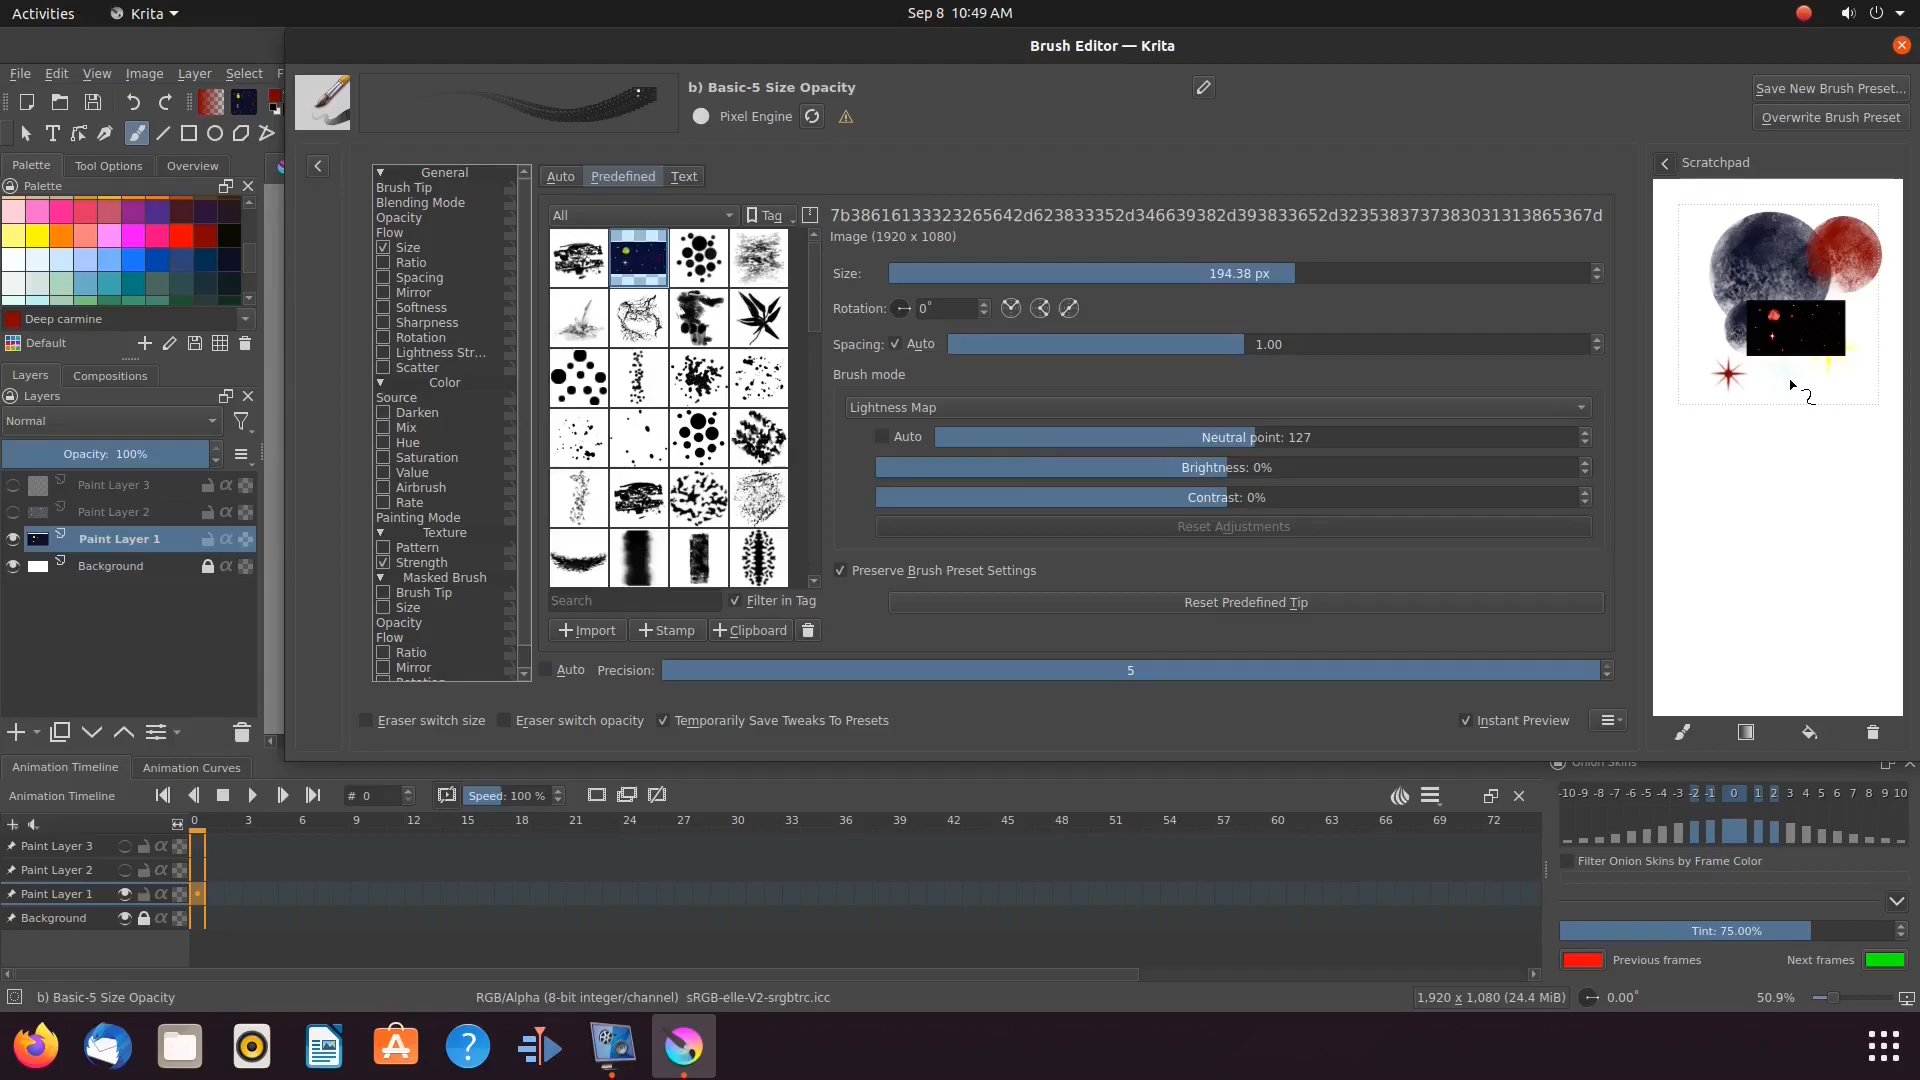 Activities
Krita
Sep 8  10:49 AM
Brush Editor — Krita
File Edit View Image Layer Select F
b) Basic-5 Size Opacity
Pixel Engine
Save New Brush Preset...
Overwrite Brush Preset
Palette Tool Options Overview
Palette
Deep carmine
Default
Layers Compositions
Layers
Normal
Opacity: 100%
Paint Layer 3
Paint Layer 2
Paint Layer 1
Background
General
Brush Tip
Blending Mode
Opacity
Flow
Size
Ratio
Spacing
Mirror
Softness
Sharpness
Rotation
Lightness Str...
Scatter
Color
Source
Darken
Mix
Hue
Saturation
Value
Airbrush
Rate
Painting Mode
Texture
Pattern
Strength
Masked Brush
Brush Tip
Size
Opacity
Flow
Ratio
Mirror
Auto Predefined Text
All
Tag
Search
Filter in Tag
Import Stamp Clipboard
7b38616133323265642d623833352d346639382d393833652d3235383737383031313865367d
Image (1920 x 1080)
Size: 194.38 px
Rotation: 0°
Spacing: Auto 1.00
Brush mode
Lightness Map
Auto Neutral point: 127
Brightness: 0%
Contrast: 0%
Reset Adjustments
Preserve Brush Preset Settings
Reset Predefined Tip
Auto Precision: 5
Eraser switch size Eraser switch opacity Temporarily Save Tweaks To Presets Instant Preview
Scratchpad
Animation Timeline Animation Curves
Animation Timeline
# 0
Speed: 100 %
0 3 6 9 12 15 18 21 24 27 30 33 36 39 42 45 48 51 54 57 60 63 66 69 72
Paint Layer 3
Paint Layer 2
Paint Layer 1
Background
Onion Skins
-10 -9 -8 -7 -6 -5 -4 -3 -2 -1 0 1 2 3 4 5 6 7 8 9 10
Filter Onion Skins by Frame Color
Tint: 75.00%
Previous frames Next frames
b) Basic-5 Size Opacity
RGB/Alpha (8-bit integer/channel)  sRGB-elle-V2-srgbtrc.icc
1,920 x 1,080 (24.4 MiB)
0.00°
50.9%